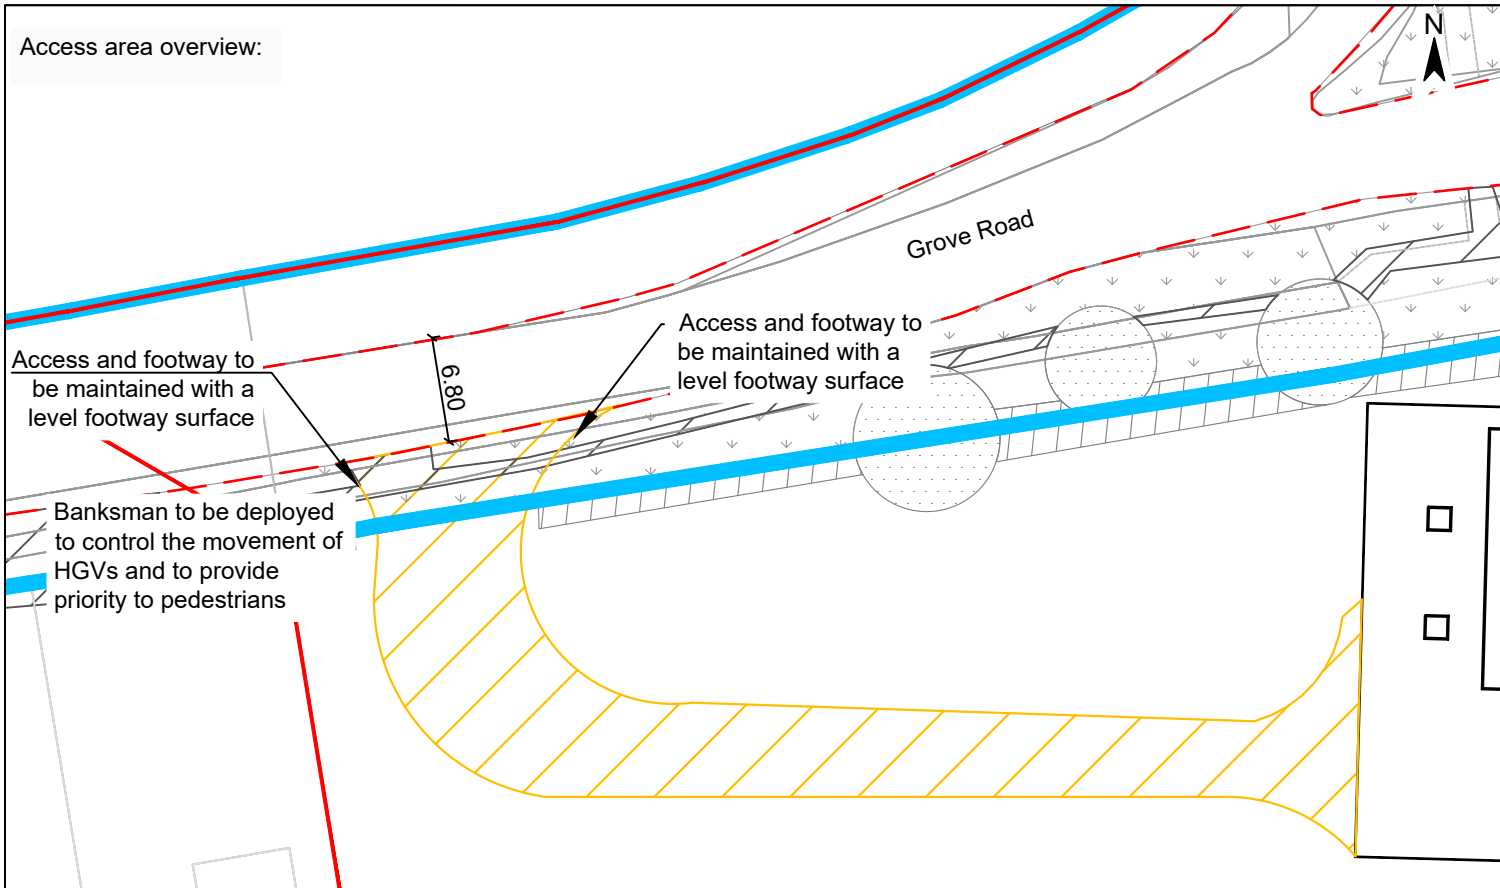 Access area overview:
N
Grove Road
Access and footway to
be maintained with a
level footway surface
6.80
Access and footway to
be maintained with a
level footway surface
Banksman to be deployed
to control the movement of
HGVs and to provide
priority to pedestrians